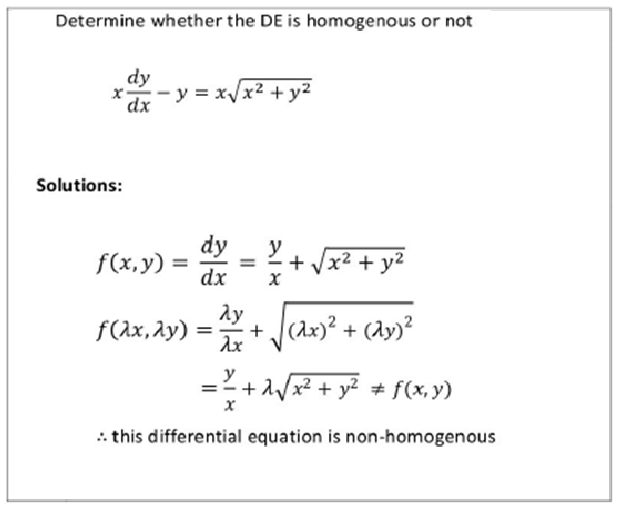 Determine whether the DE is homogenous or not
x dy/dx − y = x√(x² + y²)
Solutions:
f(x,y) = dy/dx = y/x + √(x² + y²)
f(λx,λy) = λy/λx + √((λx)² + (λy)²)
= y/x + λ√(x² + y²) ≠ f(x,y)
∴ this differential equation is non-homogenous